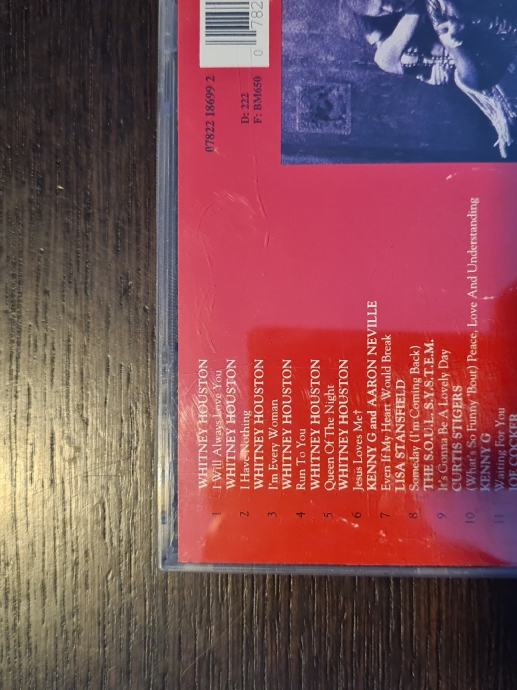 0 782
07822 18699 2
D: 222
F: BM650
WHITNEY HOUSTON
1 I Will Always Love You
WHITNEY HOUSTON
2 I Have Nothing
WHITNEY HOUSTON
3 I'm Every Woman
WHITNEY HOUSTON
4 Run To You
WHITNEY HOUSTON
5 Queen Of The Night
WHITNEY HOUSTON
6 Jesus Loves Me†
KENNY G and AARON NEVILLE
7 Even If My Heart Would Break
LISA STANSFIELD
8 Someday (I'm Coming Back)
THE S.O.U.L. S.Y.S.T.E.M.
9 It's Gonna Be A Lovely Day
CURTIS STIGERS
10 (What's So Funny 'Bout) Peace, Love And Understanding
KENNY G
11 Waiting For You
JOE COCKER